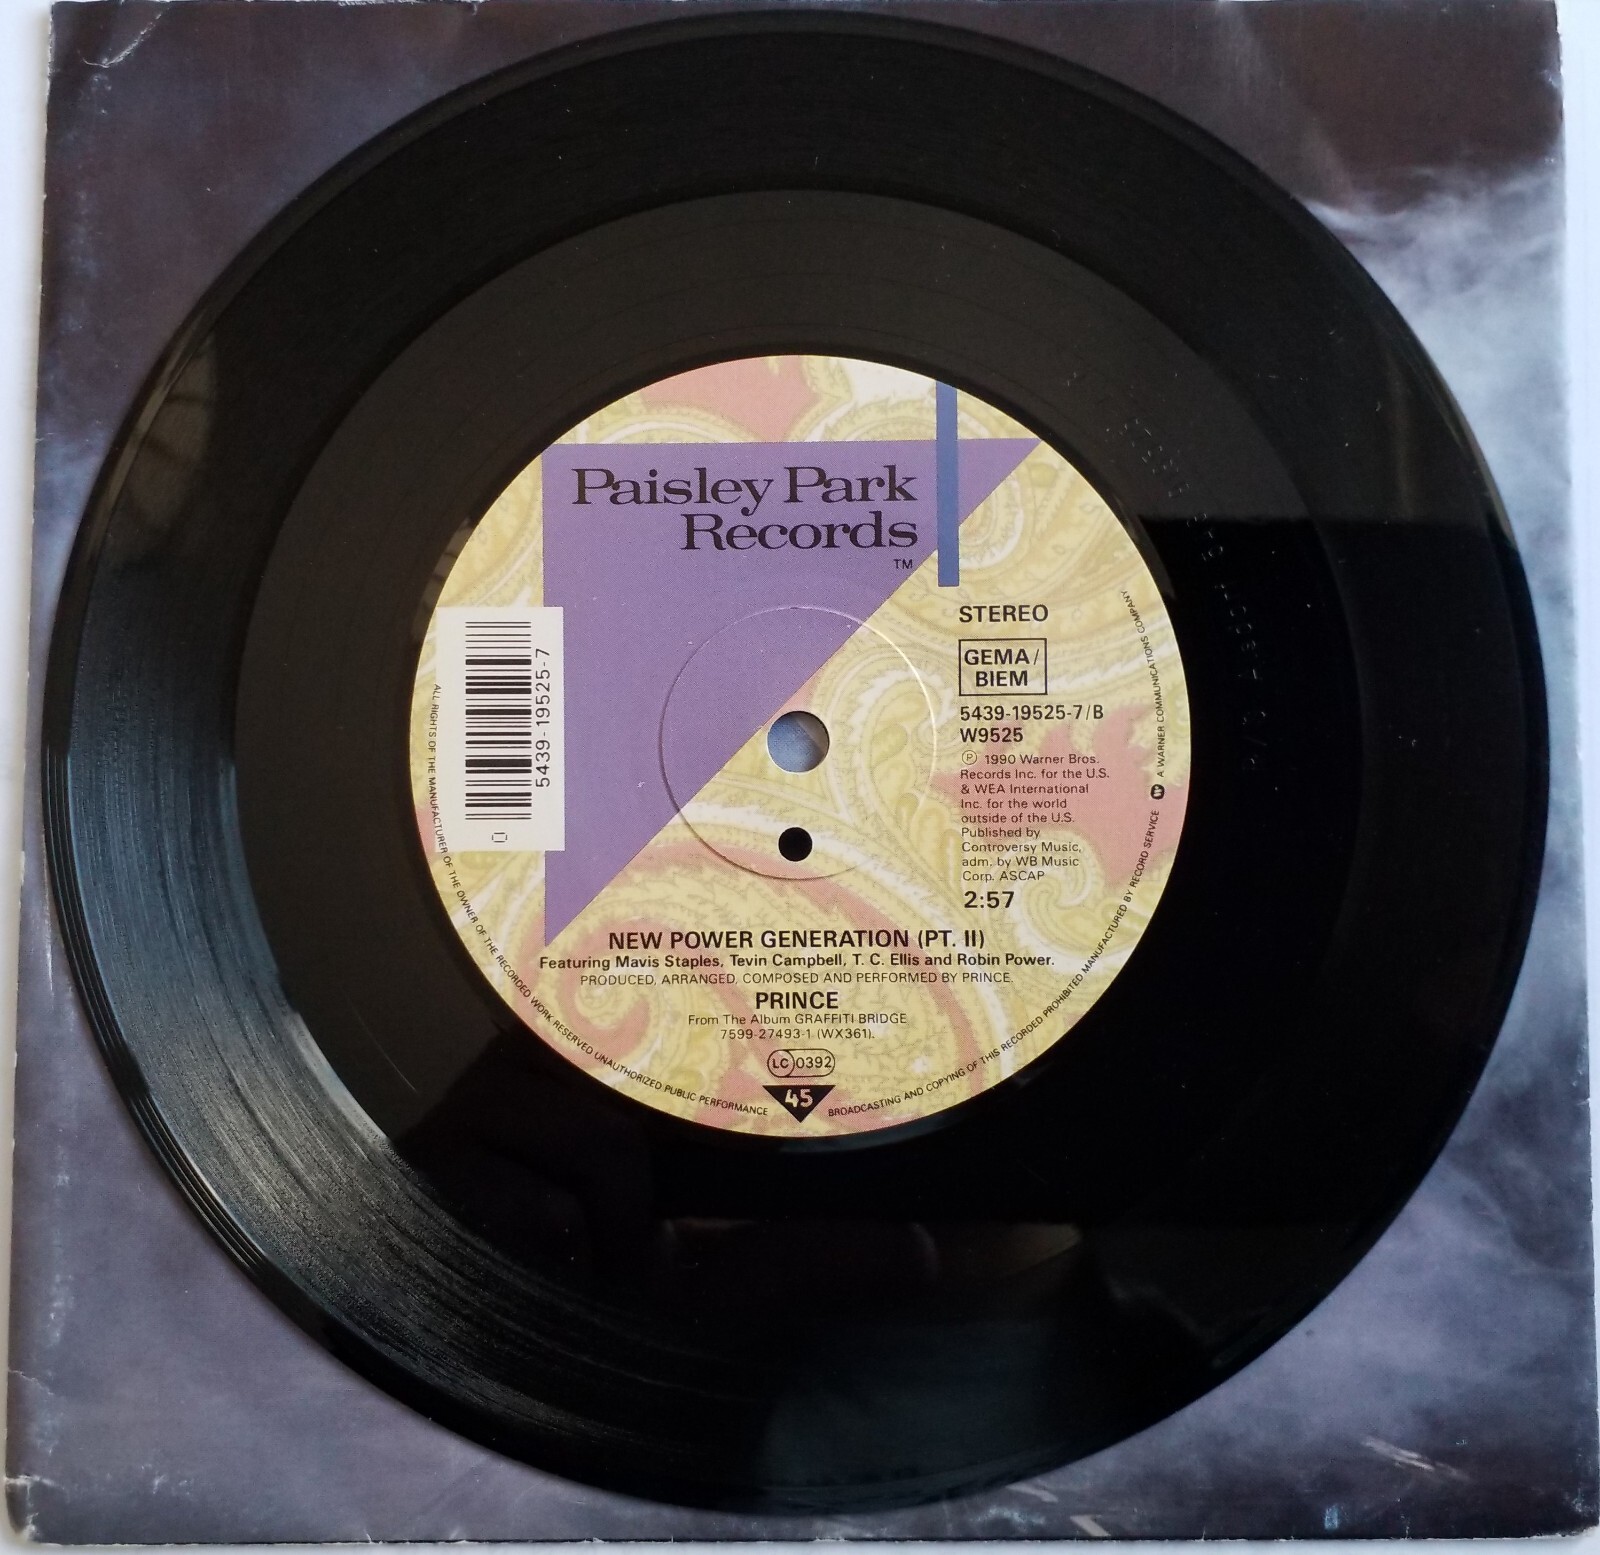 Paisley Park
Records
TM
STEREO
GEMA/
BIEM
5439-19525-7/B
W9525
℗ 1990 Warner Bros.
Records Inc. for the U.S.
& WEA International
Inc. for the world
outside of the U.S.
Published by
Controversy Music,
adm. by WB Music
Corp. ASCAP
2:57
5439-19525-7
NEW POWER GENERATION (PT. II)
Featuring Mavis Staples, Tevin Campbell, T. C. Ellis and Robin Power.
PRODUCED, ARRANGED, COMPOSED AND PERFORMED BY PRINCE.
PRINCE
From The Album GRAFFITI BRIDGE
7599-27493-1 (WX361).
LC 0392
45
ALL RIGHTS OF THE MANUFACTURER OF THE OWNER OF THE RECORDED WORK RESERVED UNAUTHORIZED PUBLIC PERFORMANCE BROADCASTING AND COPYING OF THIS RECORDED PROHIBITED MANUFACTURED BY RECORD SERVICE W A WARNER COMMUNICATIONS COMPANY